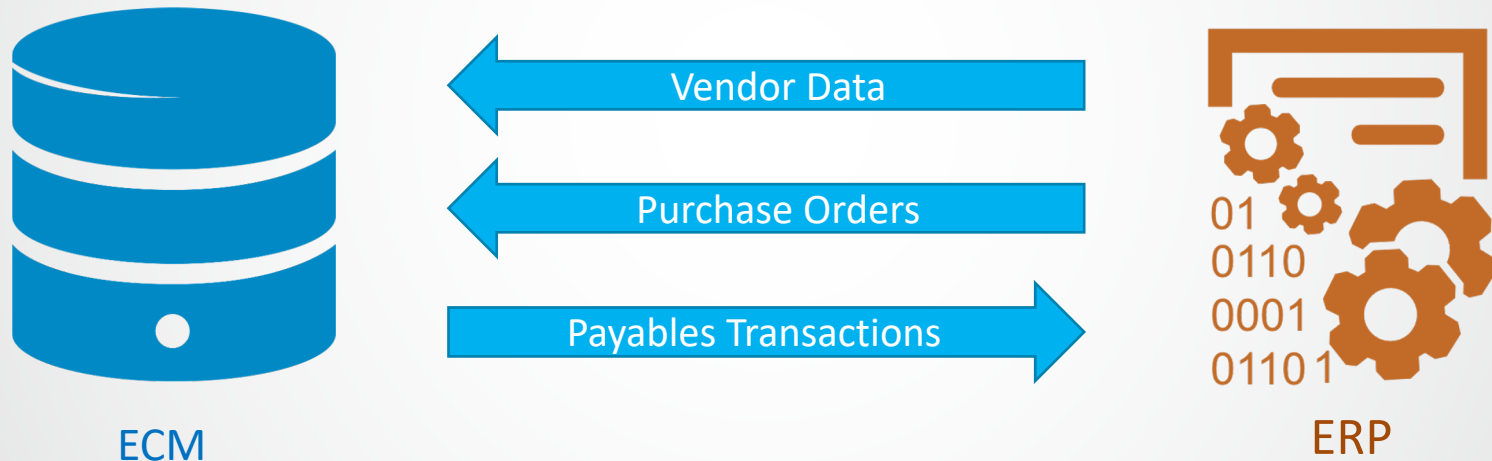 Vendor Data
Purchase Orders
Payables Transactions
01
0110
0001
0110 1
ECM
ERP